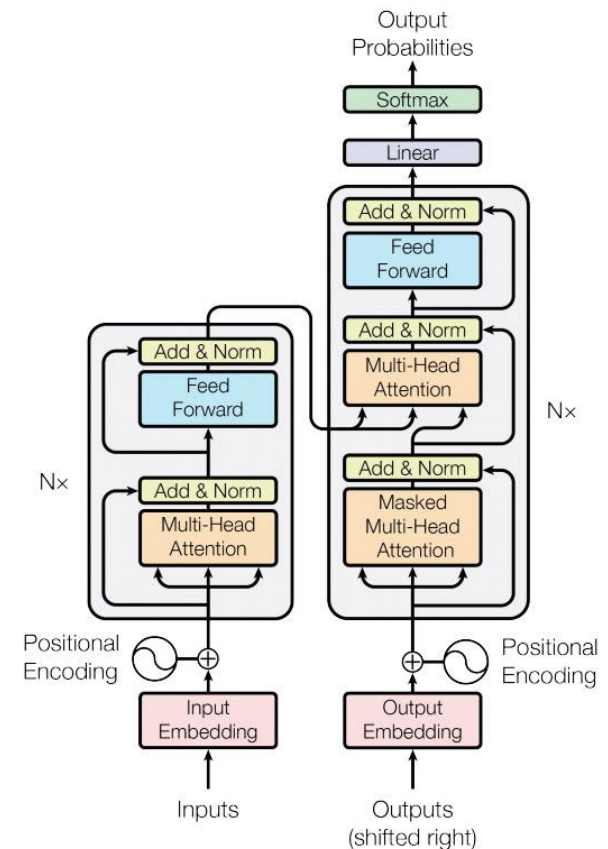 Output
Probabilities
Softmax
Linear
Add & Norm
Feed
Forward
Add & Norm
Multi-Head
Attention
Add & Norm
Masked
Multi-Head
Attention
Nx
Add & Norm
Feed
Forward
Add & Norm
Multi-Head
Attention
Nx
Positional
Encoding
Positional
Encoding
Input
Embedding
Output
Embedding
Inputs
Outputs
(shifted right)